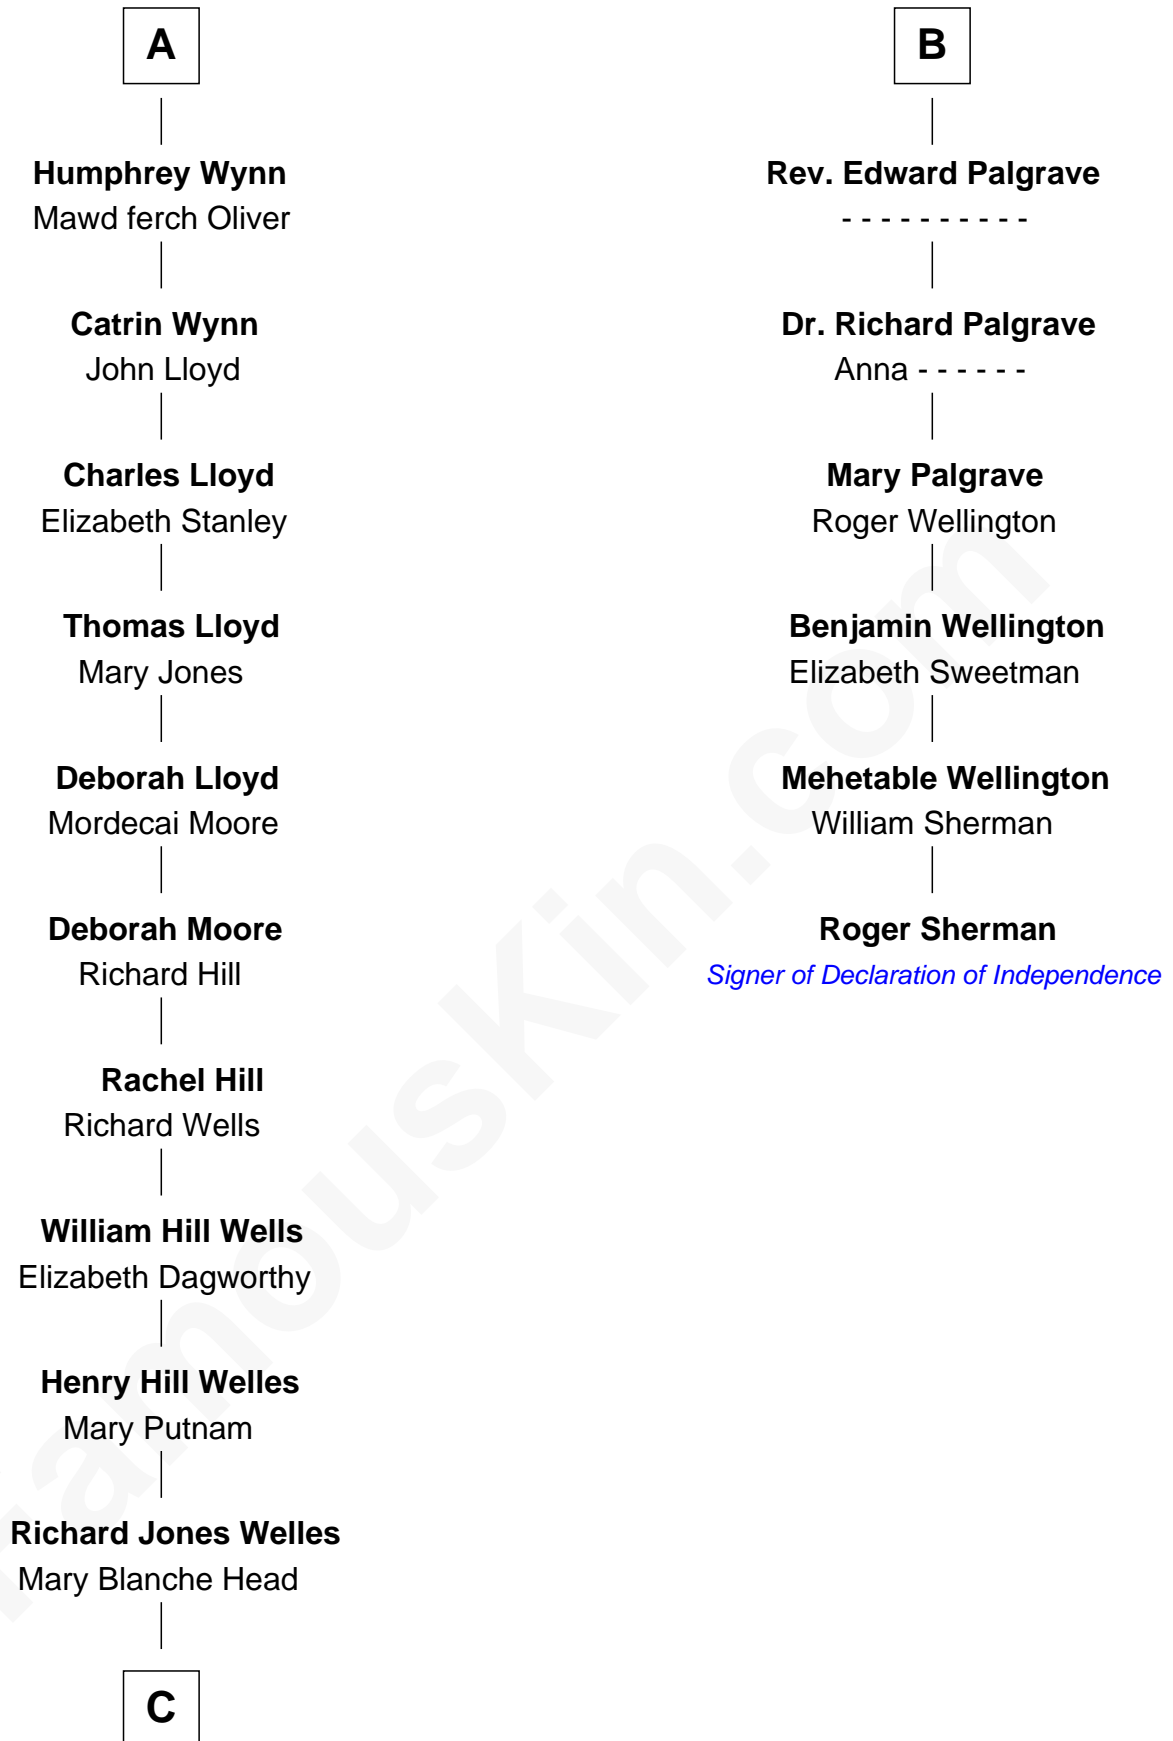 A
Humphrey Wynn
Mawd ferch Oliver
Catrin Wynn
John Lloyd
Charles Lloyd
Elizabeth Stanley
Thomas Lloyd
Mary Jones
Deborah Lloyd
Mordecai Moore
Deborah Moore
Richard Hill
Rachel Hill
Richard Wells
William Hill Wells
Elizabeth Dagworthy
Henry Hill Welles
Mary Putnam
Richard Jones Welles
Mary Blanche Head
C
B
Rev. Edward Palgrave
- - - - - - - - - -
Dr. Richard Palgrave
Anna - - - - - -
Mary Palgrave
Roger Wellington
Benjamin Wellington
Elizabeth Sweetman
Mehetable Wellington
William Sherman
Roger Sherman
Signer of Declaration of Independence
FamousKin.com